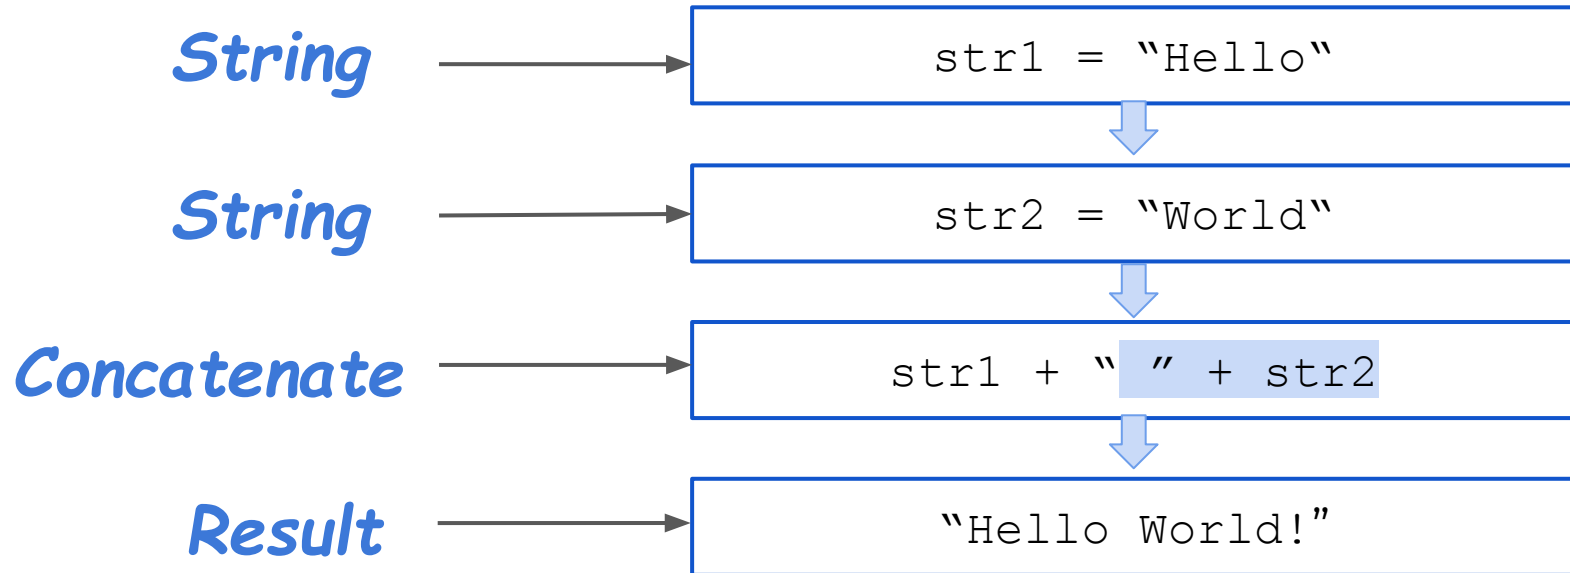 String
str1 = “Hello“
String
str2 = “World“
Concatenate
str1 + “ ” + str2
Result
“Hello World!”